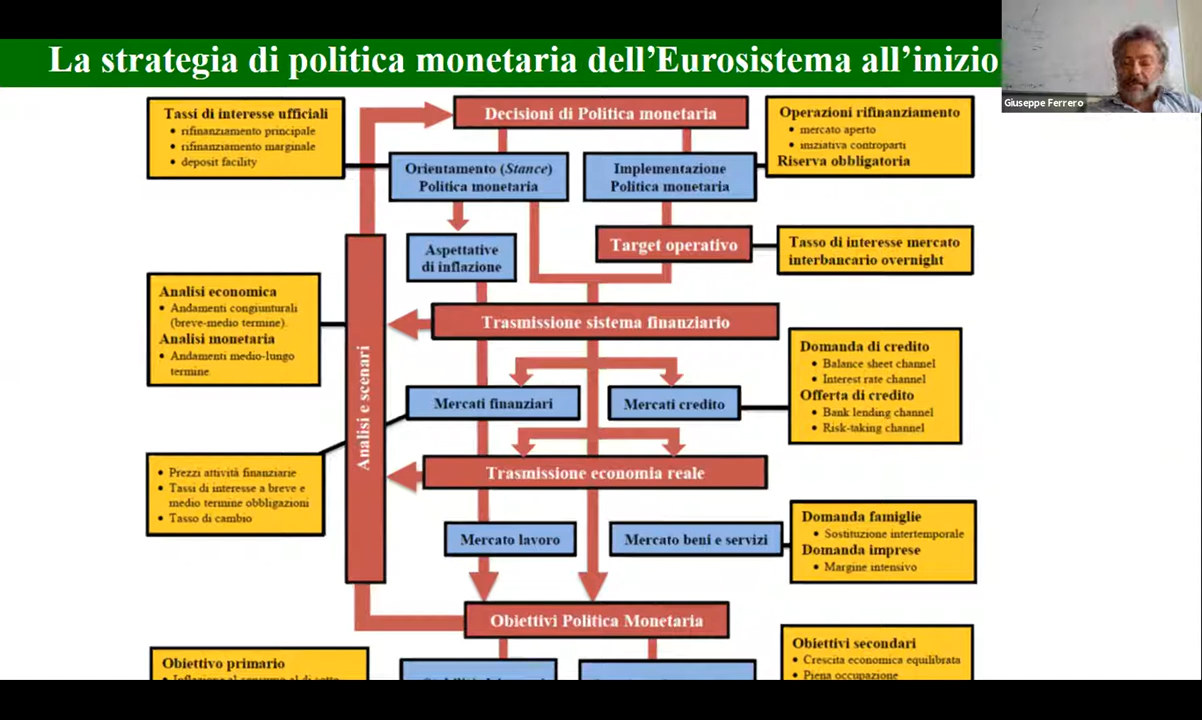 La strategia di politica monetaria dell'Eurosistema all'inizio
Giuseppe Ferrero
Tassi di interesse ufficiali
• rifinanziamento principale
• rifinanziamento marginale
• deposit facility
Decisioni di Politica monetaria
Operazioni rifinanziamento
• mercato aperto
• iniziativa controparti
Riserva obbligatoria
Orientamento (Stance)
Politica monetaria
Implementazione
Politica monetaria
Aspettative
di inflazione
Target operativo
Tasso di interesse mercato
interbancario overnight
Analisi economica
• Andamenti congiunturali
(breve-medio termine).
Analisi monetaria
• Andamenti medio-lungo
termine
Analisi e scenari
Trasmissione sistema finanziario
Domanda di credito
• Balance sheet channel
• Interest rate channel
Offerta di credito
• Bank lending channel
• Risk-taking channel
Mercati finanziari
Mercati credito
• Prezzi attività finanziarie
• Tassi di interesse a breve e
medio termine obbligazioni
• Tasso di cambio
Trasmissione economia reale
Mercato lavoro
Mercato beni e servizi
Domanda famiglie
• Sostituzione intertemporale
Domanda imprese
• Margine intensivo
Obiettivi Politica Monetaria
Obiettivo primario
Obiettivi secondari
• Crescita economica equilibrata
• Piena occupazione